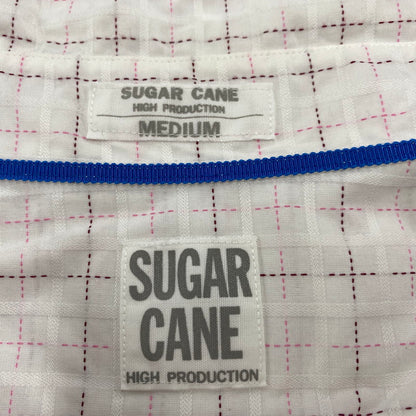 SUGAR CANE
HIGH PRODUCTION
MEDIUM
SUGAR
CANE
HIGH PRODUCTION